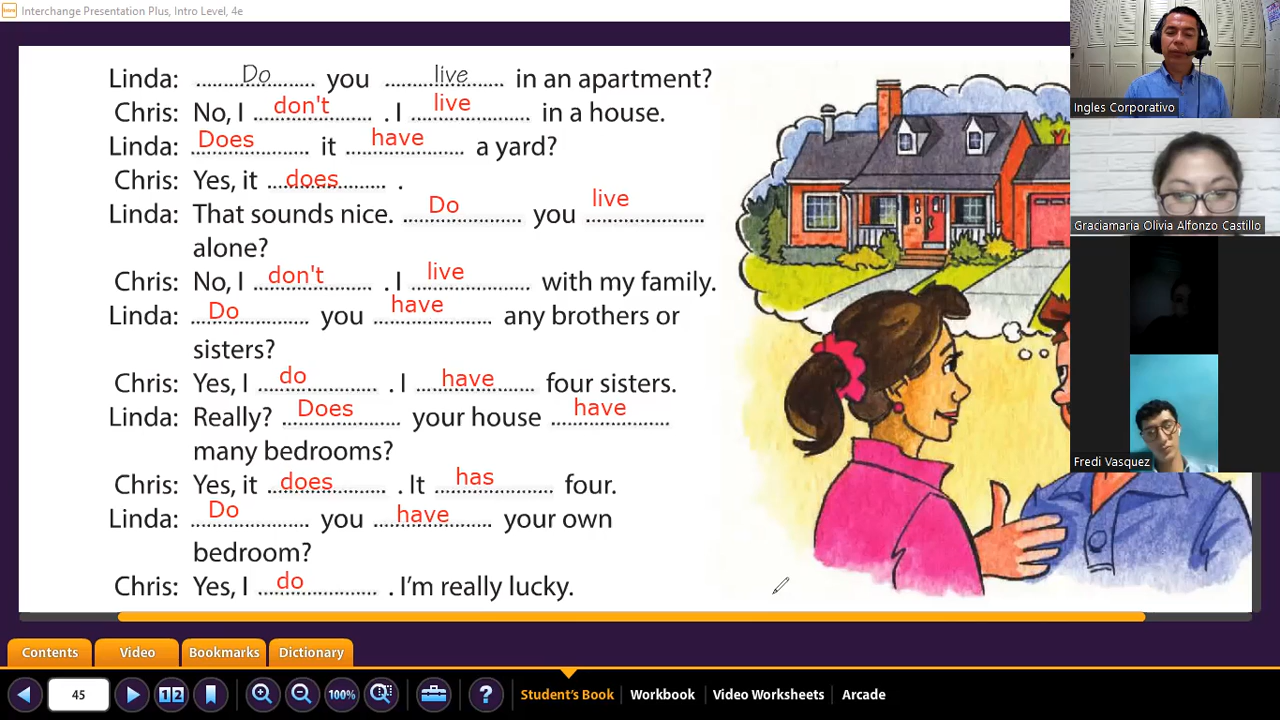 Interchange Presentation Plus, Intro Level, 4e
Linda: Do you live in an apartment?
Chris: No, I don't . I live in a house.
Linda: Does it have a yard?
Chris: Yes, it does .
Linda: That sounds nice. Do you live
alone?
Chris: No, I don't . I live with my family.
Linda: Do you have any brothers or
sisters?
Chris: Yes, I do . I have four sisters.
Linda: Really? Does your house have
many bedrooms?
Chris: Yes, it does . It has four.
Linda: Do you have your own
bedroom?
Chris: Yes, I do . I'm really lucky.
Ingles Corporativo
Graciamaria Olivia Alfonzo Castillo
Fredi Vasquez
Contents Video Bookmarks Dictionary
45 1 2 100% ? Student's Book Workbook Video Worksheets Arcade